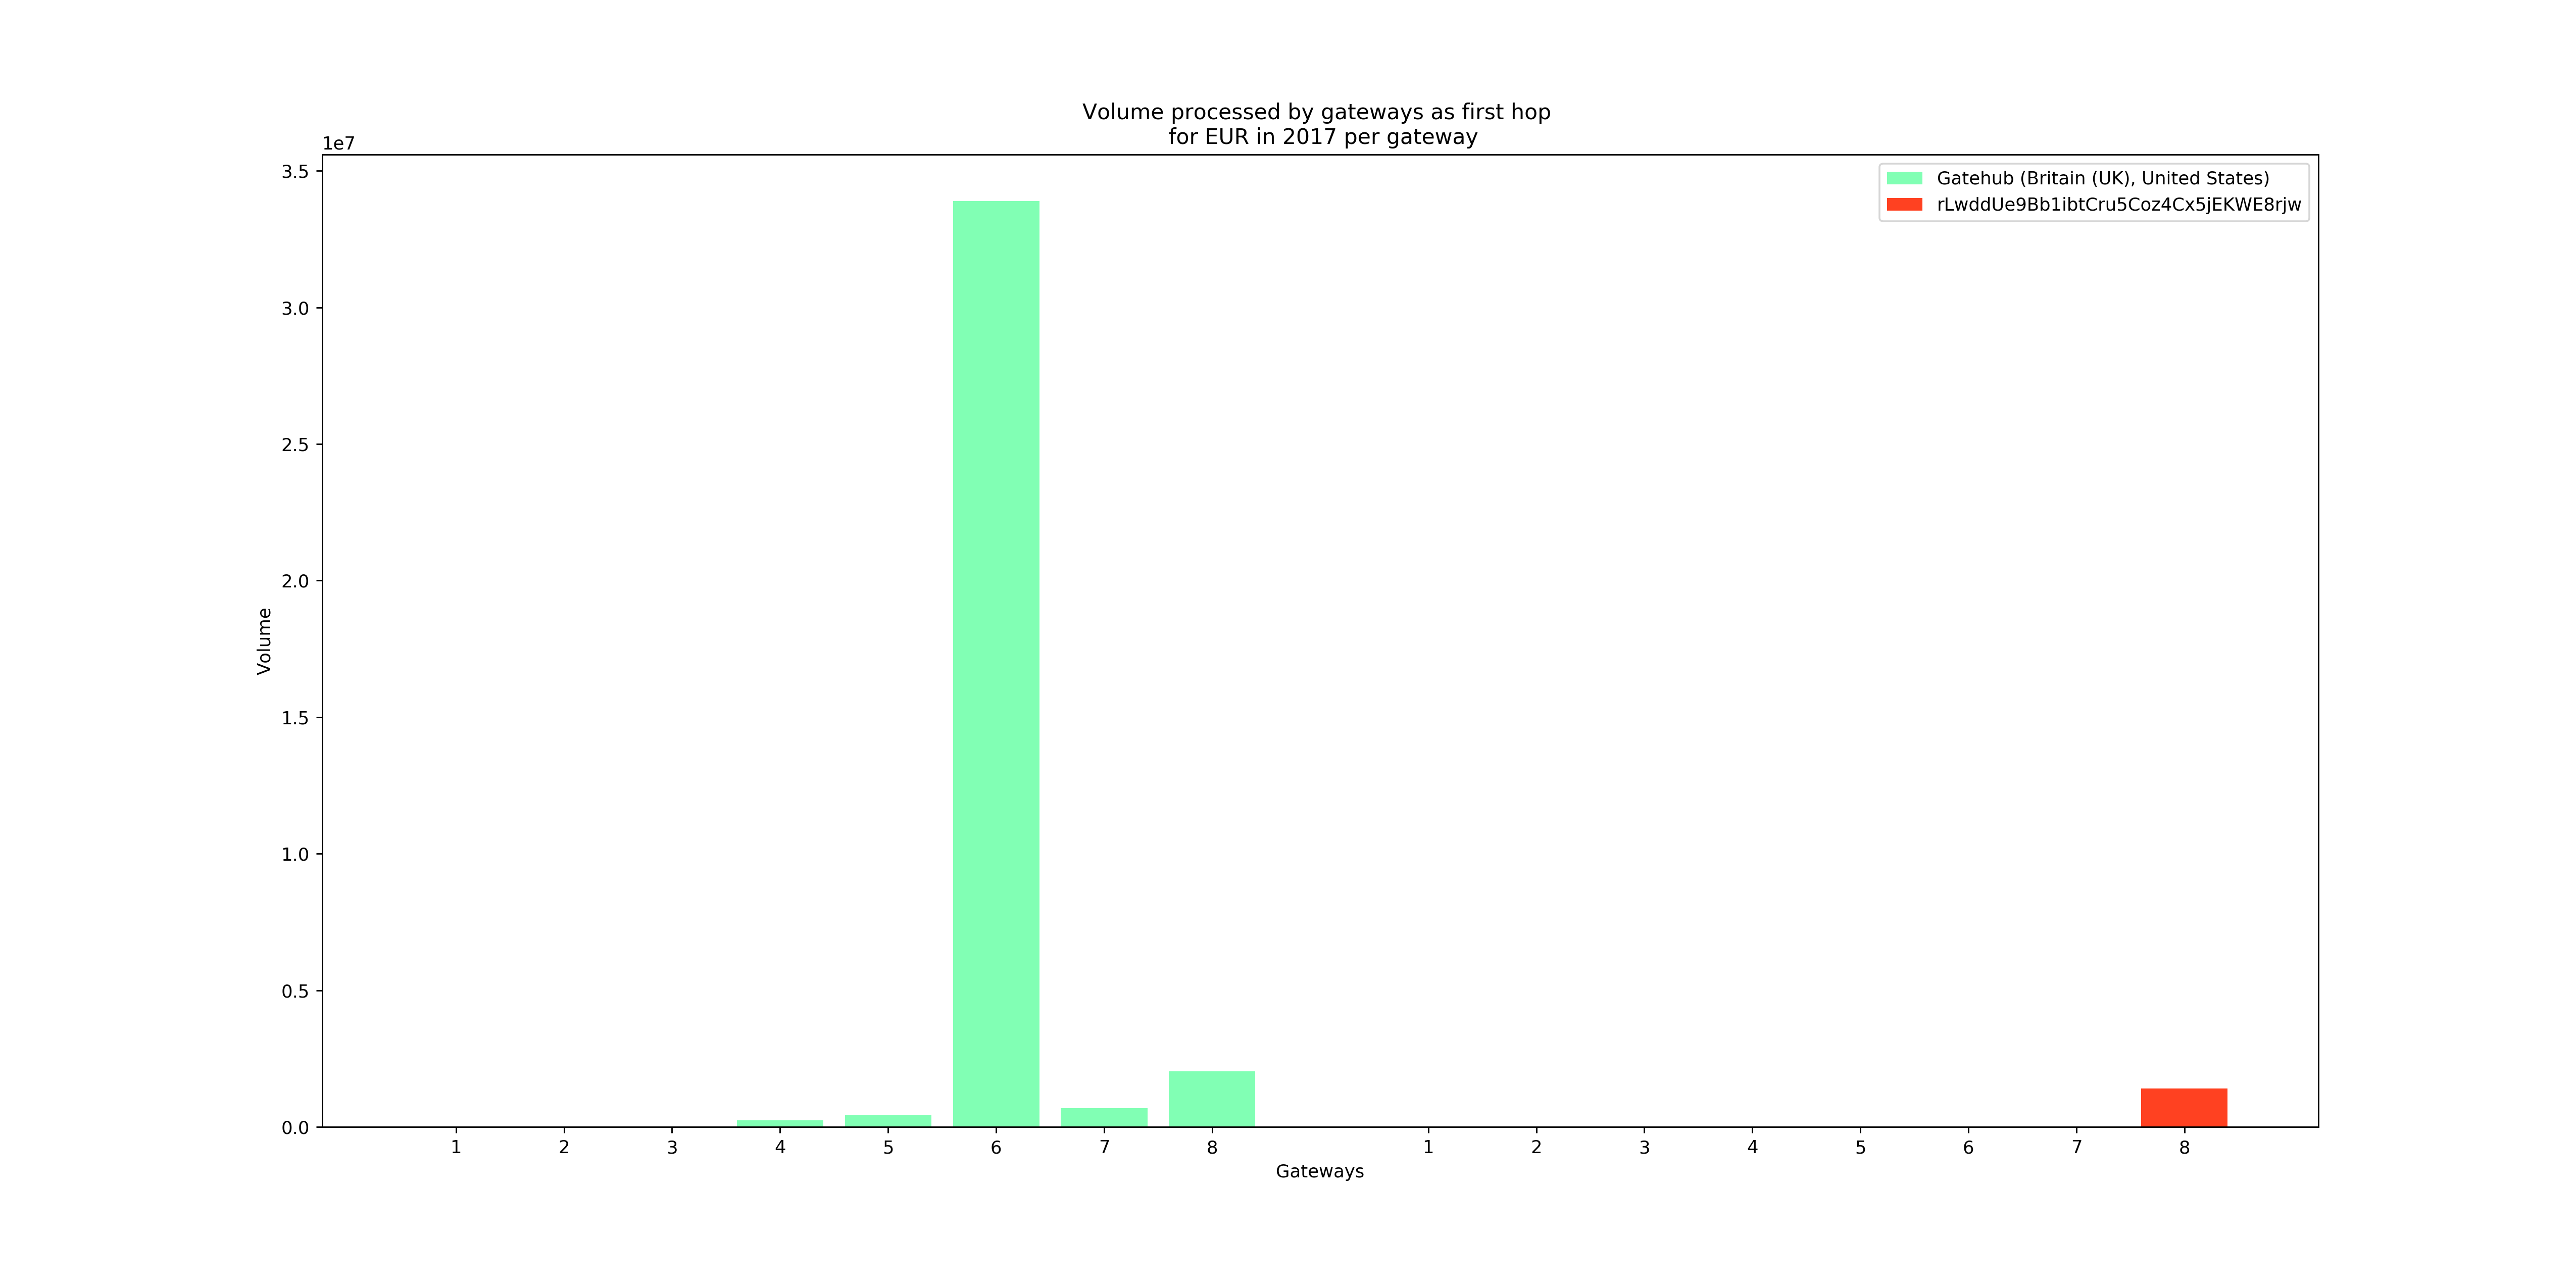 Volume processed by gateways as first hop
for EUR in 2017 per gateway
1e7
3.5
3.0
2.5
2.0
1.5
1.0
0.5
0.0
Volume
Gatehub (Britain (UK), United States)
rLwddUe9Bb1ibtCru5Coz4Cx5jEKWE8rjw
1 2 3 4 5 6 7 8 1 2 3 4 5 6 7 8
Gateways